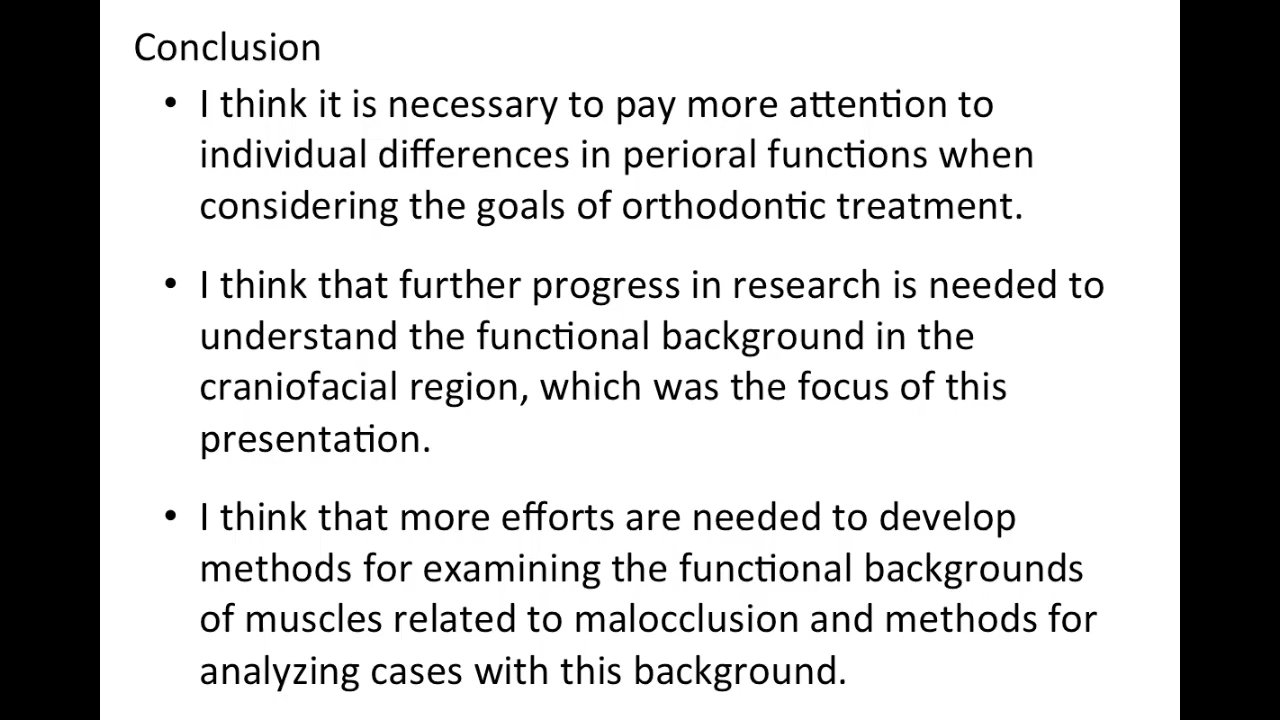 Conclusion
• I think it is necessary to pay more attention to
individual differences in perioral functions when
considering the goals of orthodontic treatment.
• I think that further progress in research is needed to
understand the functional background in the
craniofacial region, which was the focus of this
presentation.
• I think that more efforts are needed to develop
methods for examining the functional backgrounds
of muscles related to malocclusion and methods for
analyzing cases with this background.